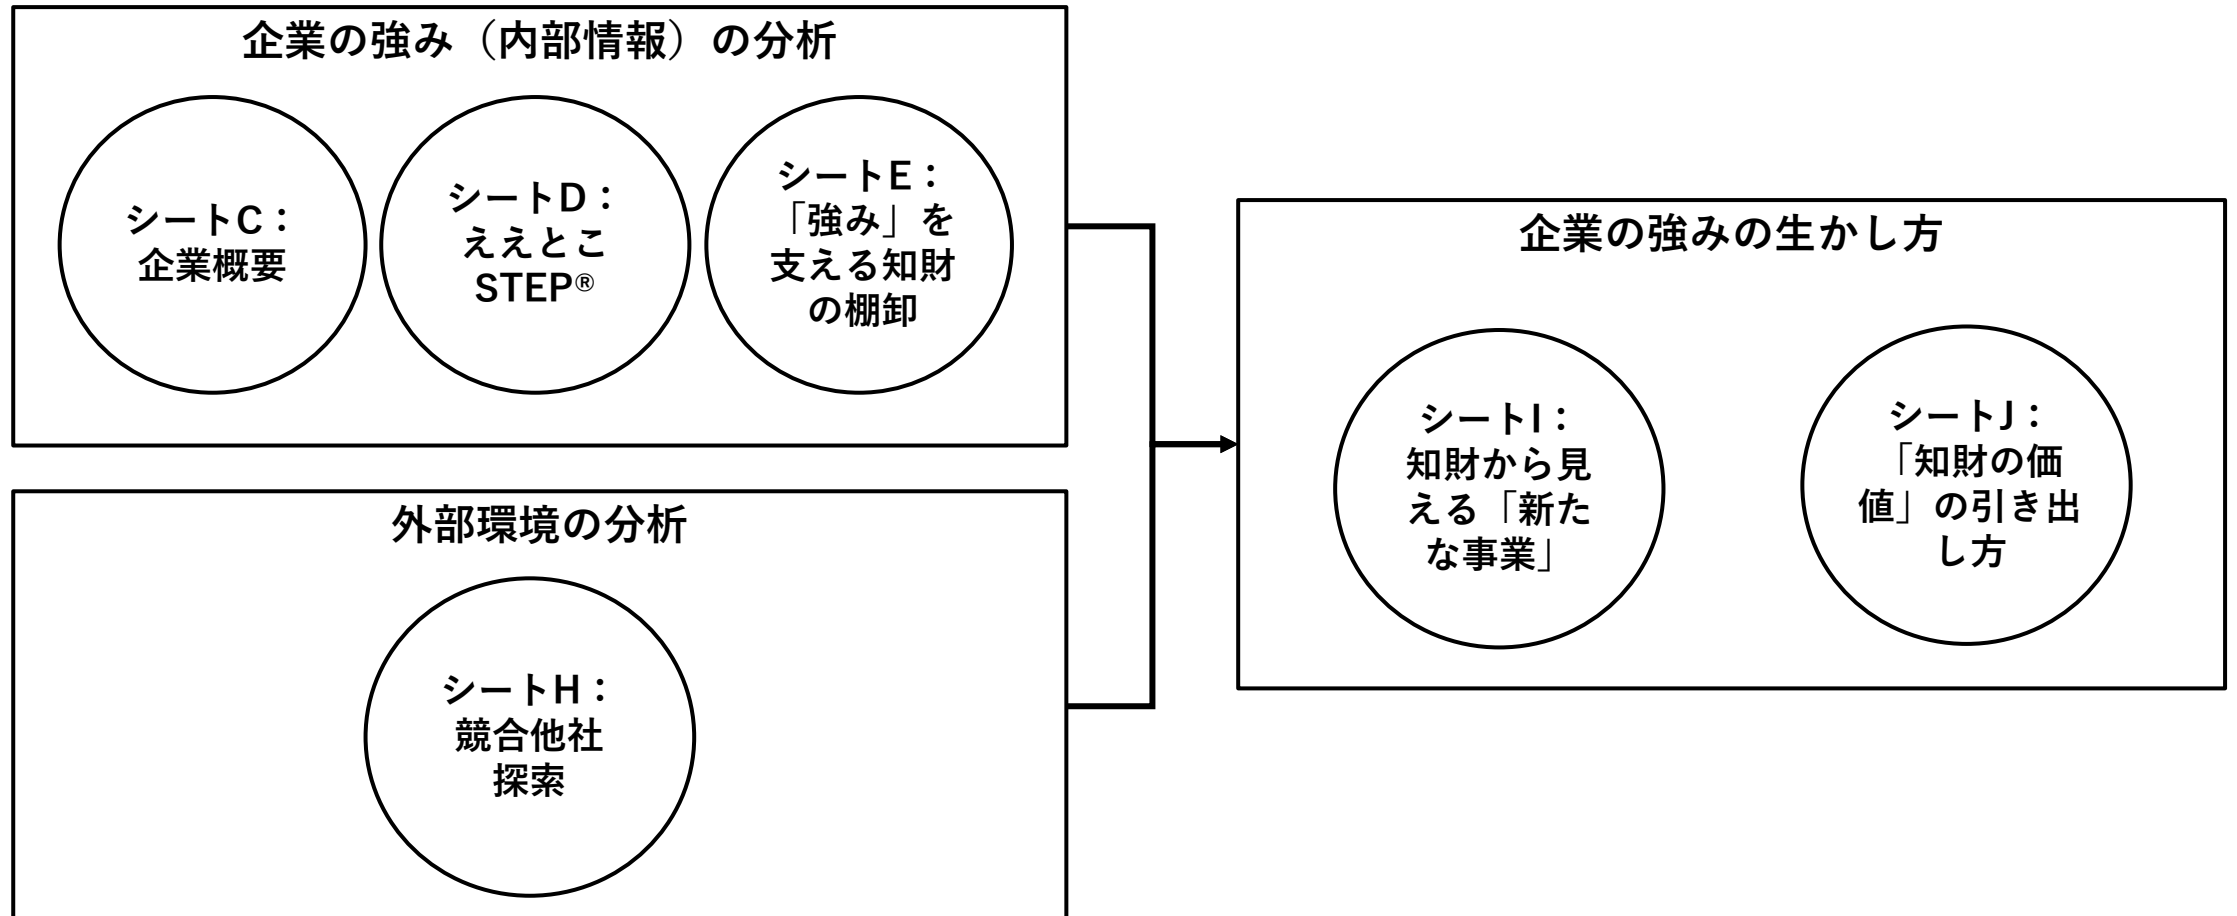 企業の強み（内部情報）の分析
シートC：
企業概要
シートD：
ええとこ
STEP®
シートE：
「強み」を
支える知財
の棚卸
外部環境の分析
シートH：
競合他社
探索
企業の強みの生かし方
シートI：
知財から見
える「新た
な事業」
シートJ：
「知財の価
値」の引き出
し方